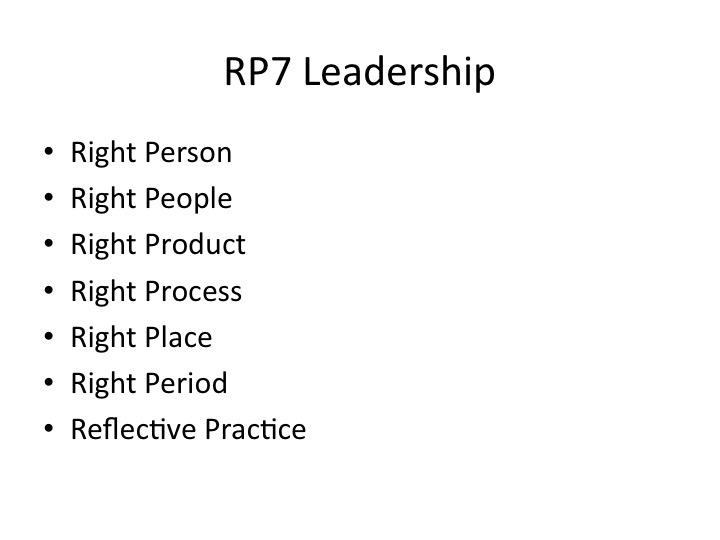 RP7 Leadership
• Right Person
• Right People
• Right Product
• Right Process
• Right Place
• Right Period
• Reflective Practice